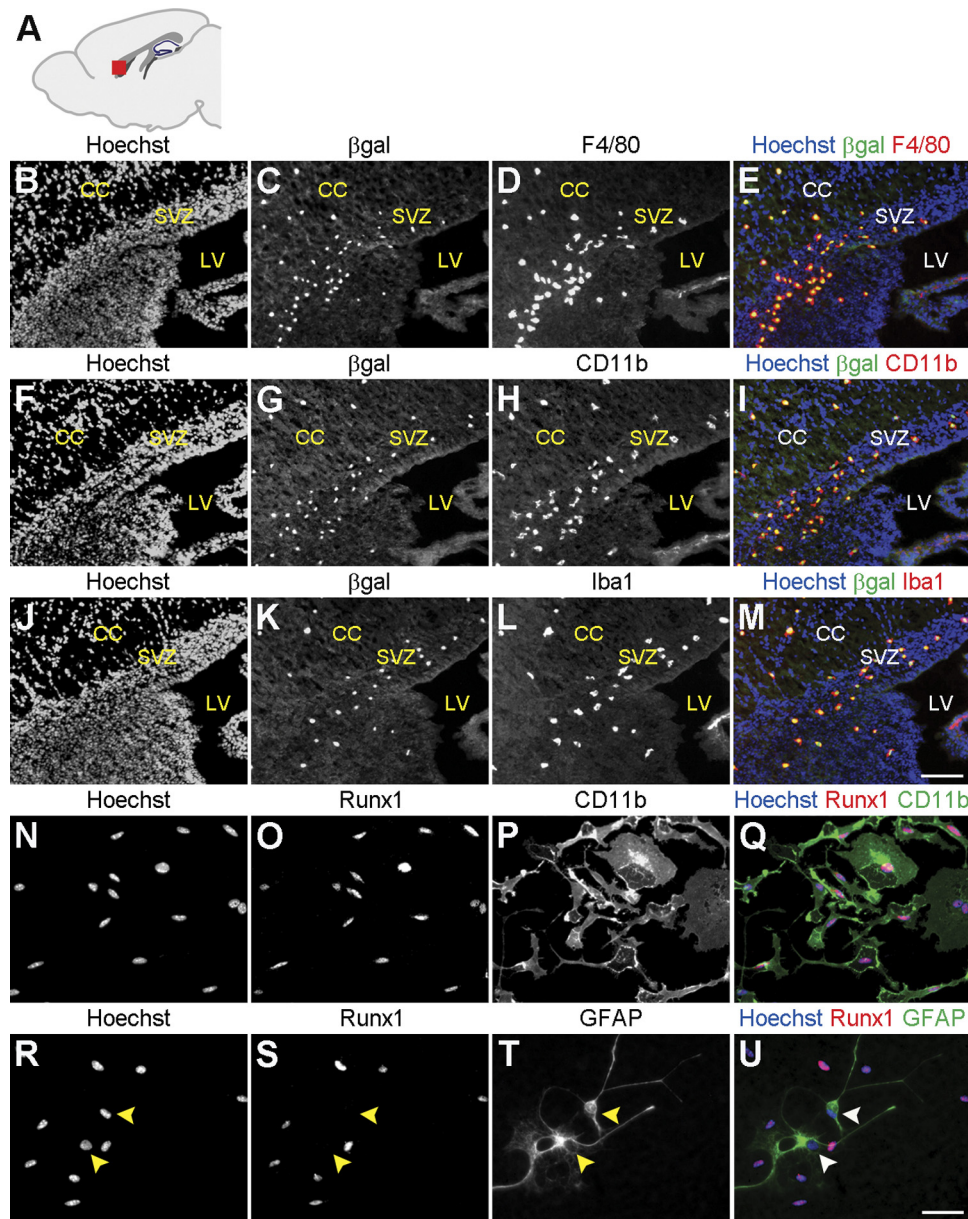 A
Hoechst βgal F4/80 Hoechst βgal F4/80
B C D E
CC CC CC CC
SVZ SVZ SVZ SVZ
LV LV LV LV
Hoechst βgal CD11b Hoechst βgal CD11b
F G H I
CC CC CC CC
SVZ SVZ SVZ SVZ
LV LV LV LV
Hoechst βgal Iba1 Hoechst βgal Iba1
J K L M
CC CC CC CC
SVZ SVZ SVZ SVZ
LV LV LV LV
Hoechst Runx1 CD11b Hoechst Runx1 CD11b
N O P Q
Hoechst Runx1 GFAP Hoechst Runx1 GFAP
R S T U